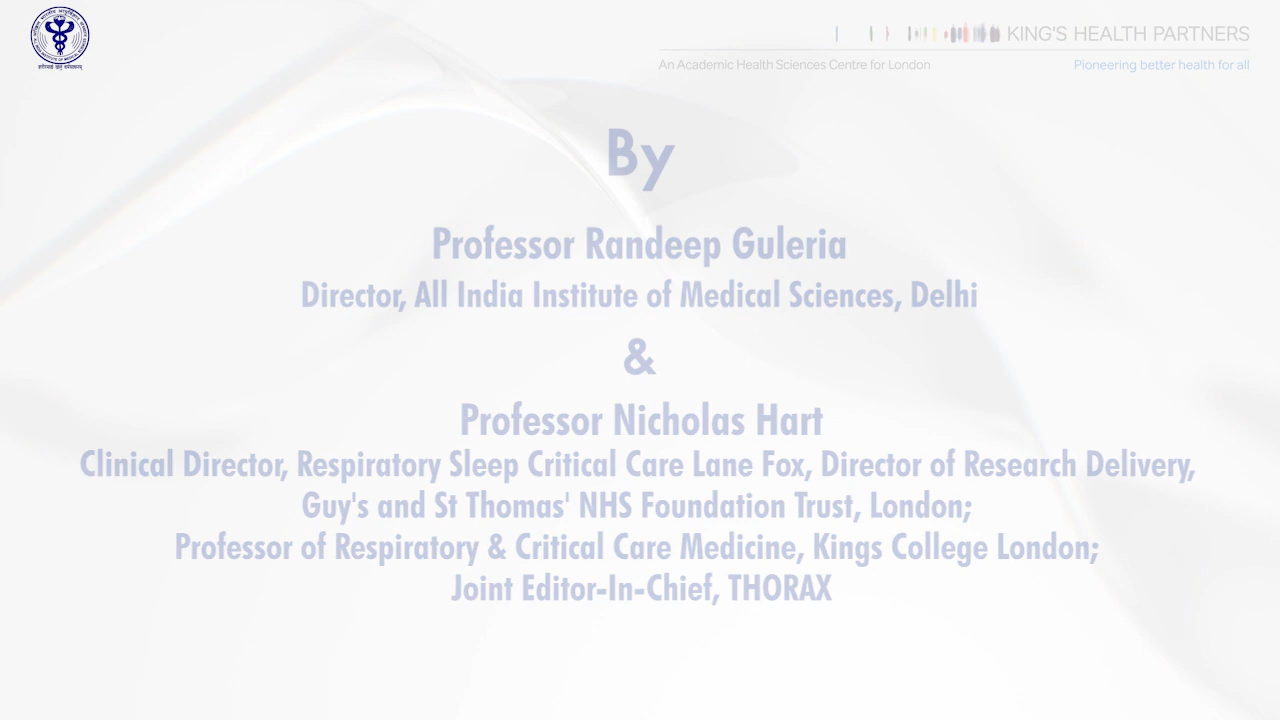 KING'S HEALTH PARTNERS
An Academic Health Sciences Centre for London
Pioneering better health for all
By
Professor Randeep Guleria
Director, All India Institute of Medical Sciences, Delhi
&
Professor Nicholas Hart
Clinical Director, Respiratory Sleep Critical Care Lane Fox, Director of Research Delivery,
Guy's and St Thomas' NHS Foundation Trust, London;
Professor of Respiratory & Critical Care Medicine, Kings College London;
Joint Editor-In-Chief, THORAX